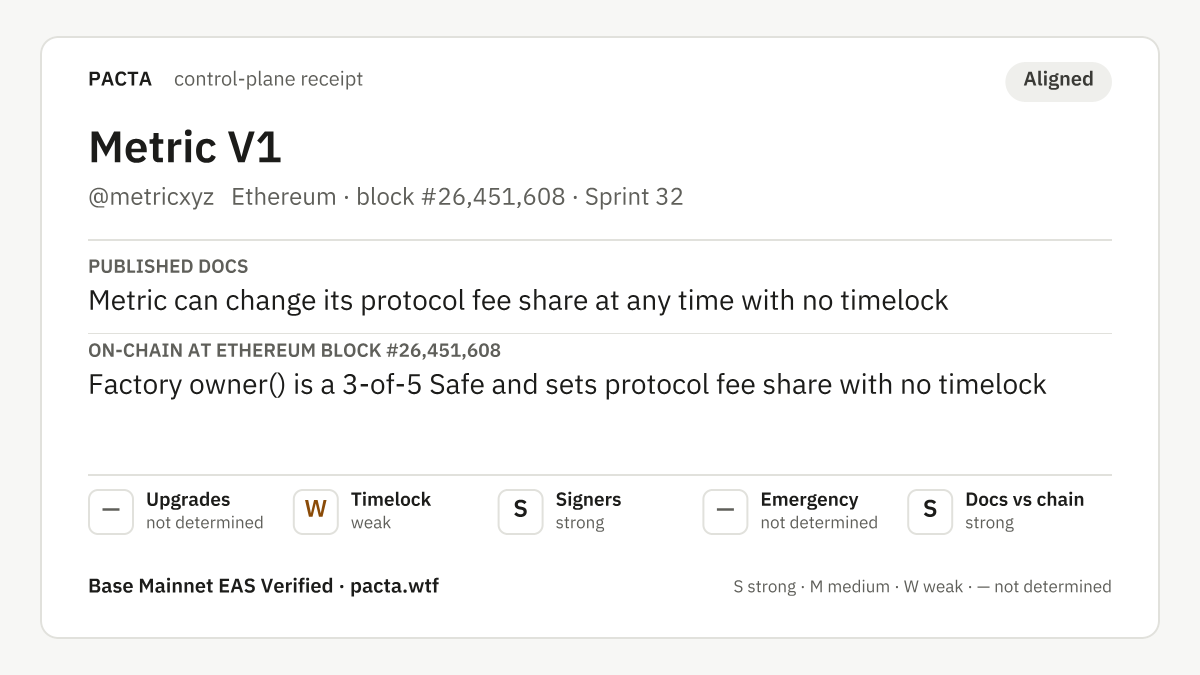 PACTA control-plane receipt
Aligned
Metric V1
@metricxyz Ethereum · block #26,451,608 · Sprint 32
PUBLISHED DOCS
Metric can change its protocol fee share at any time with no timelock
ON-CHAIN AT ETHEREUM BLOCK #26,451,608
Factory owner() is a 3-of-5 Safe and sets protocol fee share with no timelock
— Upgrades
not determined
W Timelock
weak
S Signers
strong
— Emergency
not determined
S Docs vs chain
strong
Base Mainnet EAS Verified · pacta.wtf
S strong · M medium · W weak · — not determined